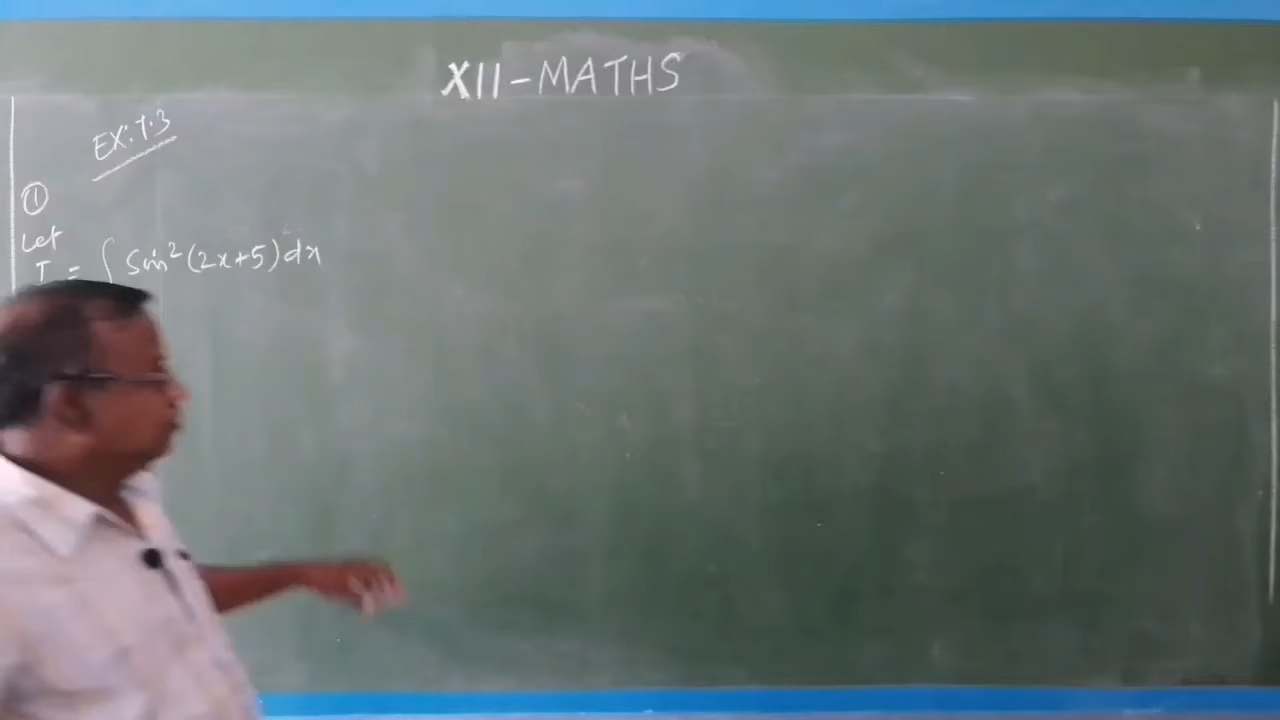 XII-MATHS
EX:7.3
①
Let
I = ∫ Sin²(2x+5) dx